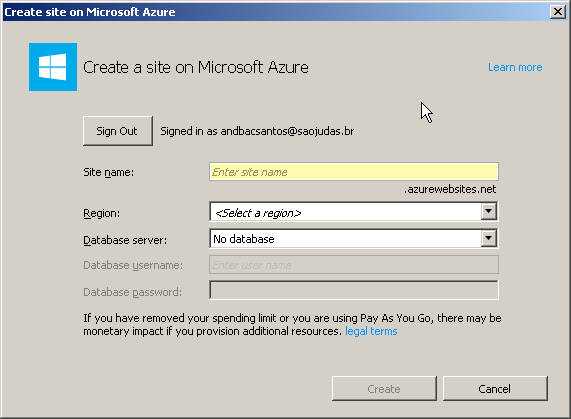 Create site on Microsoft Azure
Create a site on Microsoft Azure
Learn more
Sign Out Signed in as andbacsantos@saojudas.br
Site name: Enter site name
.azurewebsites.net
Region: <Select a region>
Database server: No database
Database username: Enter user name
Database password:
If you have removed your spending limit or you are using Pay As You Go, there may be
monetary impact if you provision additional resources. legal terms
Create Cancel